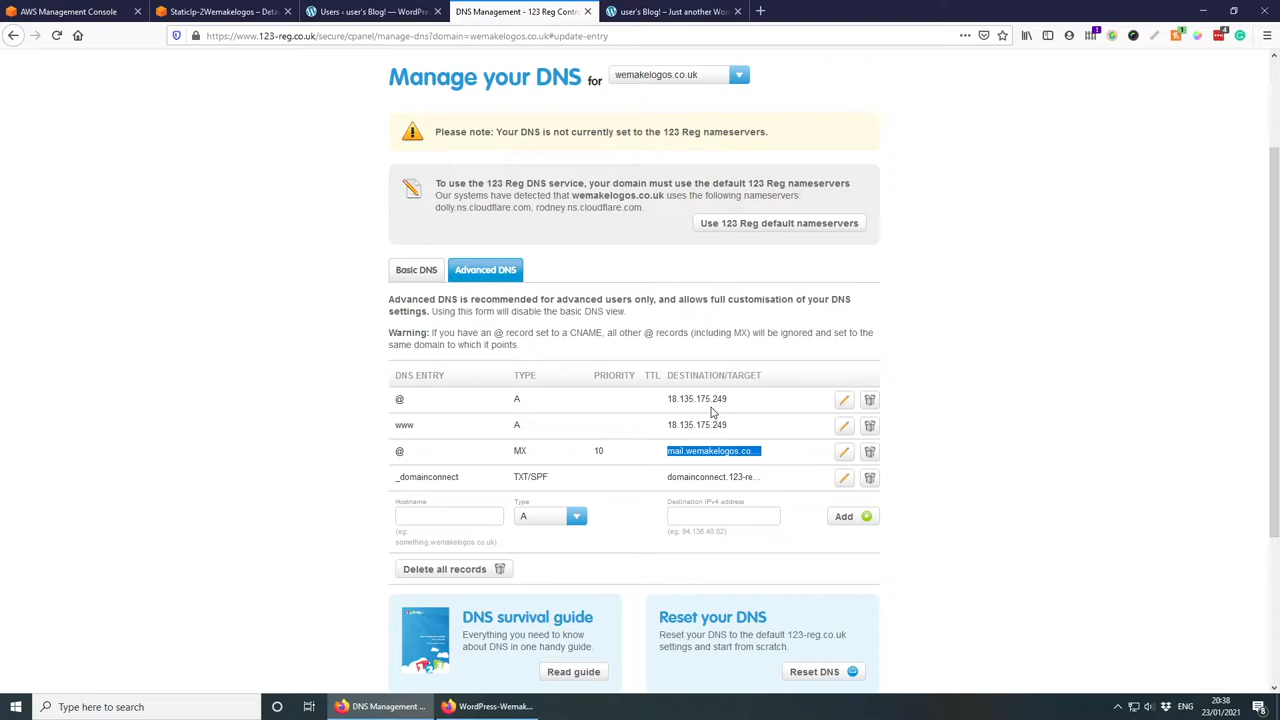 AWS Management Console
StaticIp-2Wemakelogos – Deta
Users ‹ user's Blog! — WordPre
DNS Management - 123 Reg Contr
user's Blog! – Just another Wor
https://www.123-reg.co.uk/secure/cpanel/manage-dns?domain=wemakelogos.co.uk#update-entry
Manage your DNS for wemakelogos.co.uk
Please note: Your DNS is not currently set to the 123 Reg nameservers.
To use the 123 Reg DNS service, your domain must use the default 123 Reg nameservers
Our systems have detected that wemakelogos.co.uk uses the following nameservers:
dolly.ns.cloudflare.com, rodney.ns.cloudflare.com.
Use 123 Reg default nameservers
Basic DNS Advanced DNS
Advanced DNS is recommended for advanced users only, and allows full customisation of your DNS
settings. Using this form will disable the basic DNS view.
Warning: If you have an @ record set to a CNAME, all other @ records (including MX) will be ignored and set to the
same domain to which it points.
DNS ENTRY TYPE PRIORITY TTL DESTINATION/TARGET
@ A 18.135.175.249
www A 18.135.175.249
@ MX 10 mail.wemakelogos.co....
_domainconnect TXT/SPF domainconnect.123-re...
Hostname Type Destination IPv4 address
A Add
(eg: (eg: 94.136.40.82)
something.wemakelogos.co.uk).
Delete all records
DNS survival guide
Everything you need to know
about DNS in one handy guide.
Read guide
Reset your DNS
Reset your DNS to the default 123-reg.co.uk
settings and start from scratch.
Reset DNS
Type here to search
DNS Management ...
WordPress-Wemak...
ENG
20:38
23/01/2021